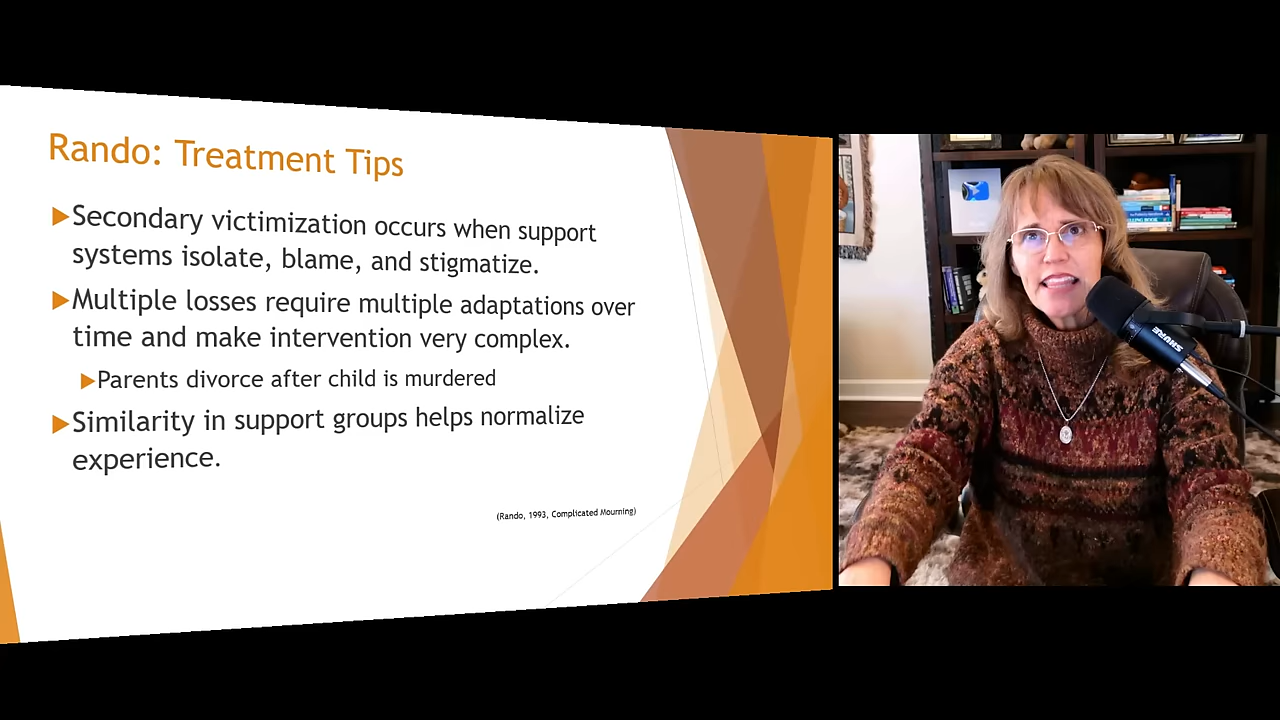 Rando: Treatment Tips
Secondary victimization occurs when support
systems isolate, blame, and stigmatize.
Multiple losses require multiple adaptations over
time and make intervention very complex.
Parents divorce after child is murdered
Similarity in support groups helps normalize
experience.
(Rando, 1993, Complicated Mourning)
SHURE